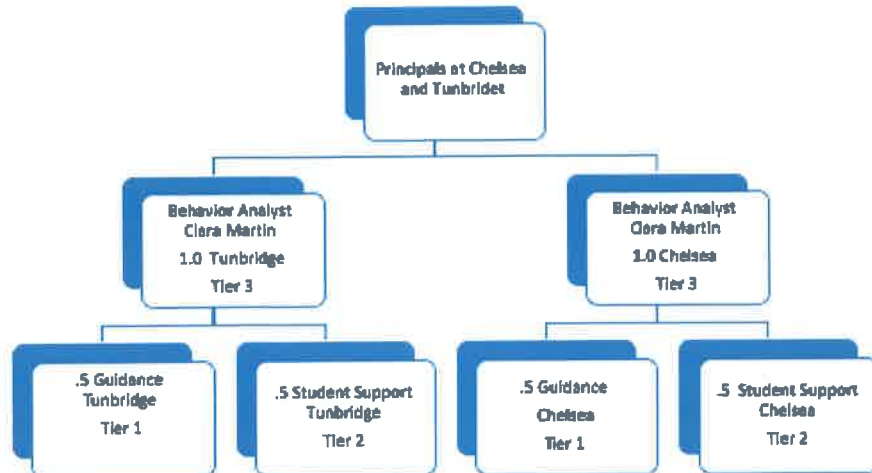 Principals at Chelsea
and Tunbridet
Behavior Analyst
Clara Martin
1.0 Tunbridge
Tier 3
Behavior Analyst
Clara Martin
1.0 Chelsea
Tier 3
.5 Guidance
Tunbridge
Tier 1
.5 Student Support
Tunbridge
Tier 2
.5 Guidance
Chelsea
Tier 1
.5 Student Support
Chelsea
Tier 2